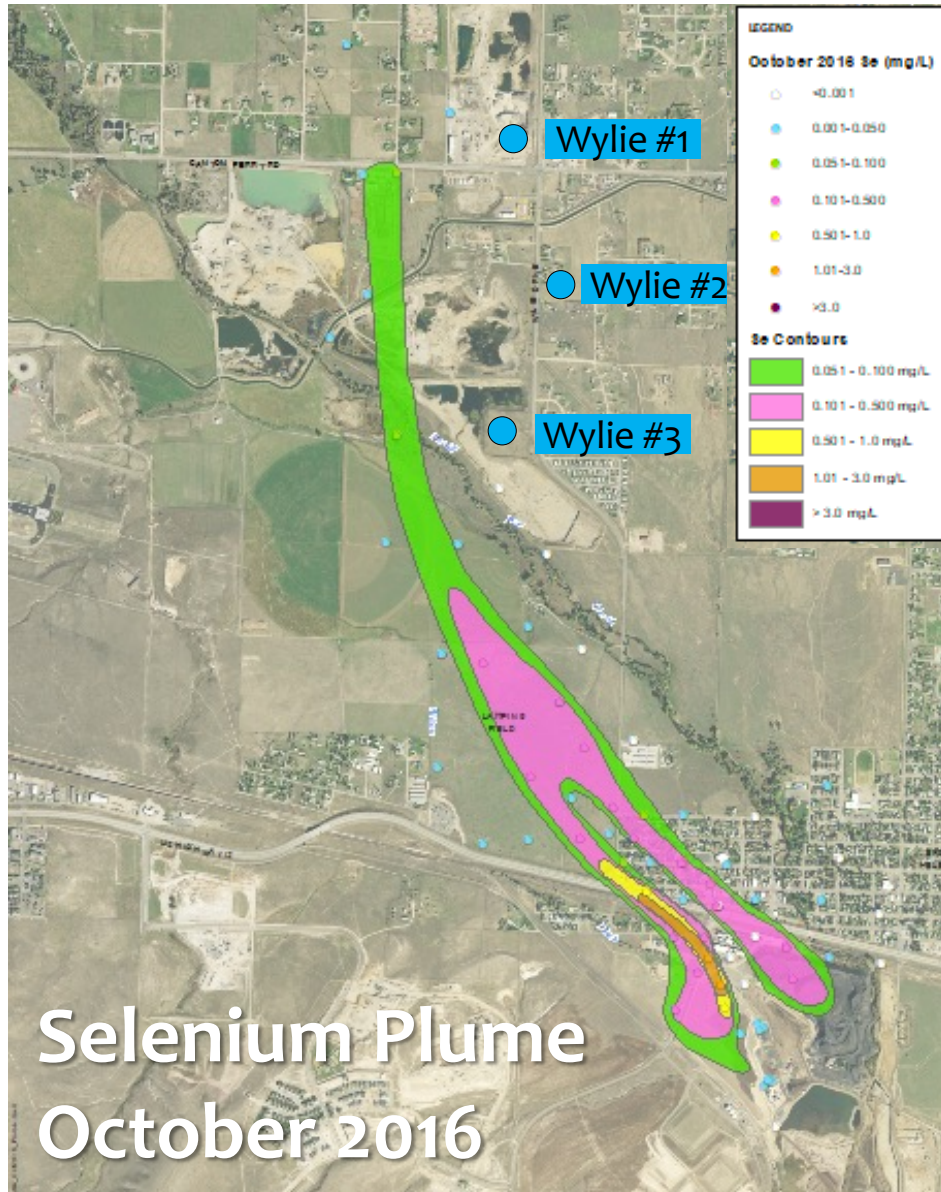 LEGEND
October 2016 Se (mg/L)
<0.001
0.001-0.050
0.051-0.100
0.101-0.500
0.501-1.0
1.01-3.0
>3.0
Se Contours
0.051 - 0.100 mg/L
0.101 - 0.500 mg/L
0.501 - 1.0 mg/L
1.01 - 3.0 mg/L
> 3.0 mg/L
Wylie #1
Wylie #2
Wylie #3
FIELD
Selenium Plume
October 2016